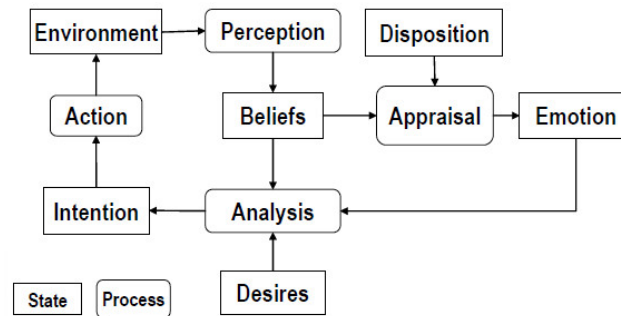 Environment
Perception
Disposition
Action
Beliefs
Appraisal
Emotion
Intention
Analysis
Desires
State
Process